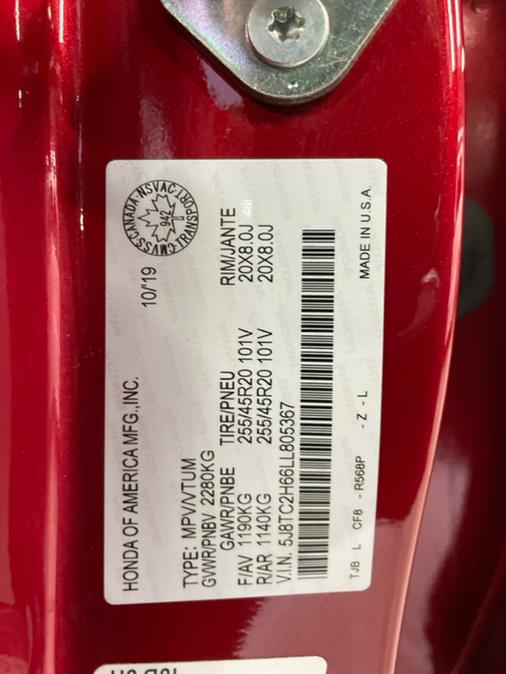 HONDA OF AMERICA MFG.,INC. 10/'19
CMVSS·CANADA·NSVAC·TRANSPORT·
942
TYPE: MPV/VTUM
GVWR/PNBV 2280KG
GAWR/PNBE TIRE/PNEU RIM/JANTE
F/AV 1190KG 255/45R20 101V 20X8.0J
R/AR 1140KG 255/45R20 101V 20X8.0J
V.I.N. 5J8TC2H66LL805367
MADE IN U.S.A.
TJB L CF8 - R568P - Z - L